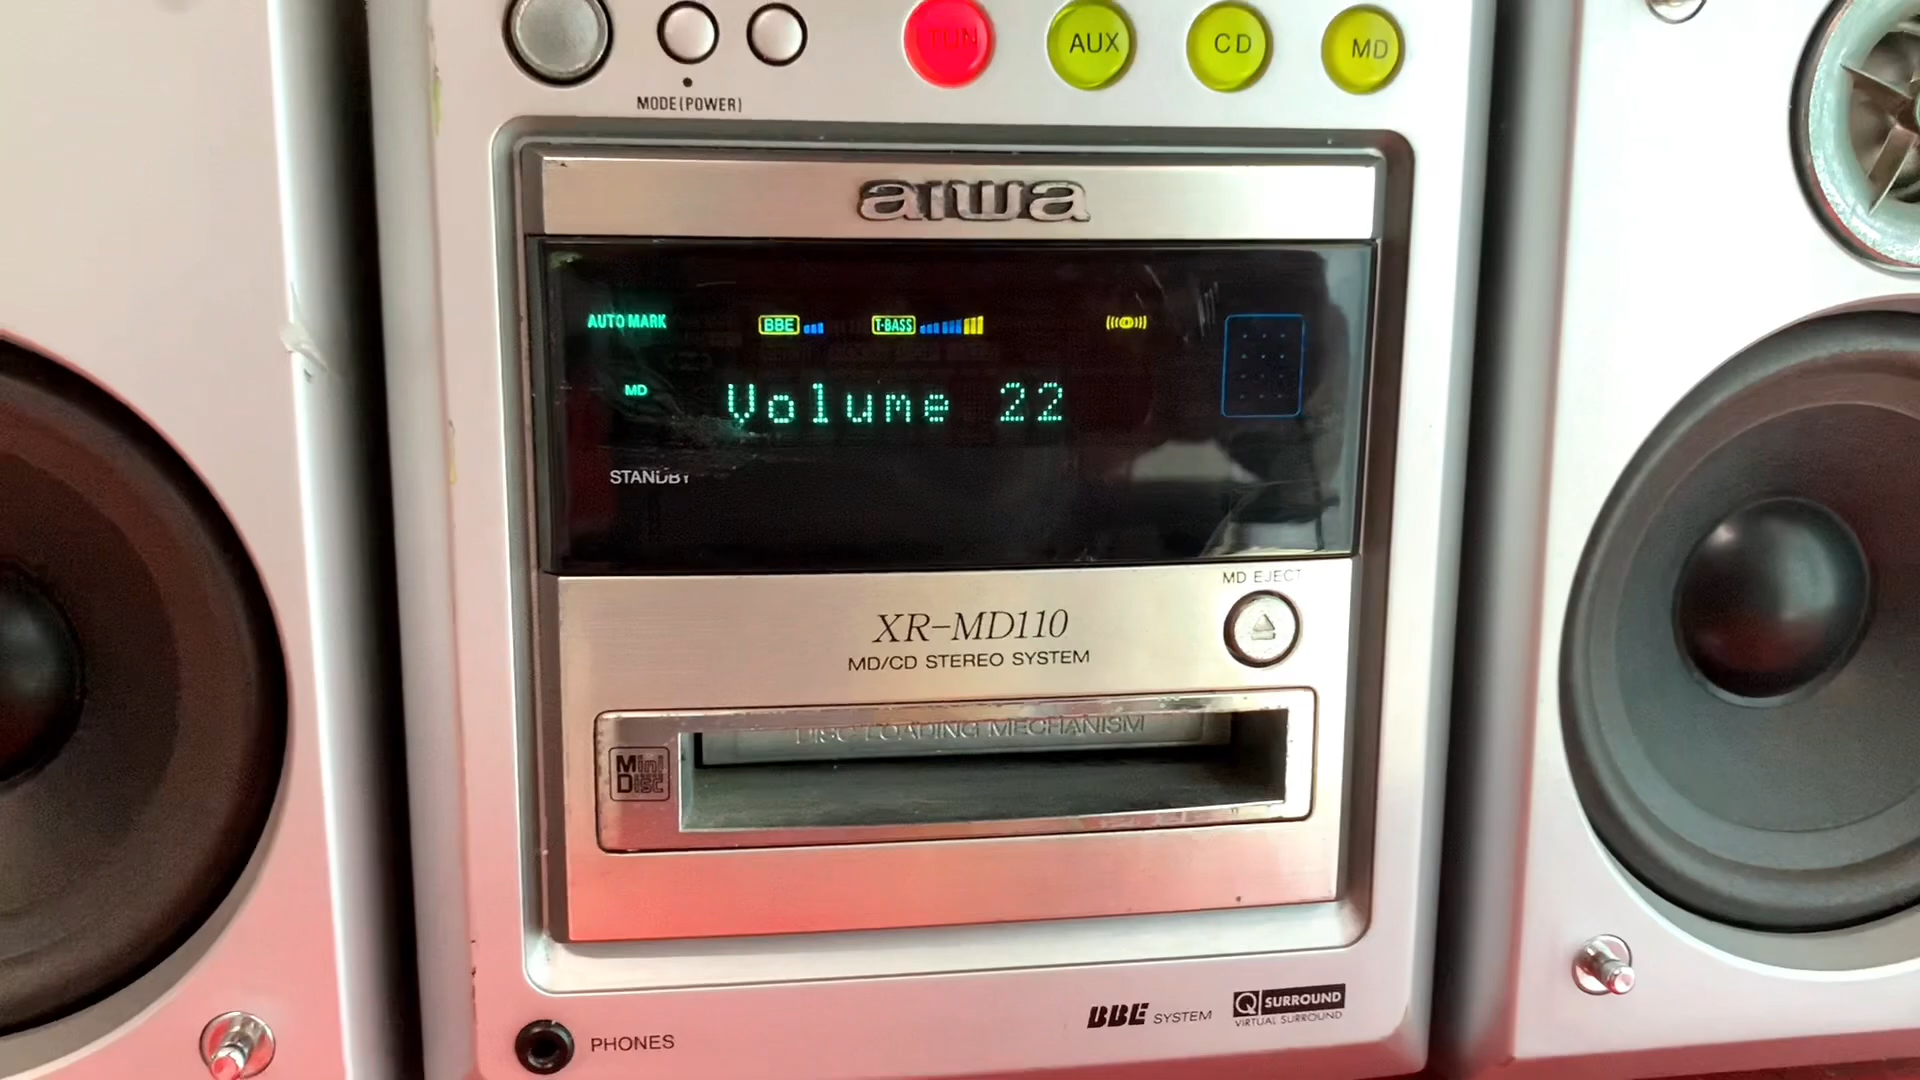 TUN AUX CD MD
MODE(POWER)
aiwa
AUTO MARK BBE T-BASS
MD Volume 22
STANDBY
MD EJECT
XR-MD110
MD/CD STEREO SYSTEM
DISC LOADING MECHANISM
Mini
Disc
BBE SYSTEM Q SURROUND
VIRTUAL SURROUND
PHONES